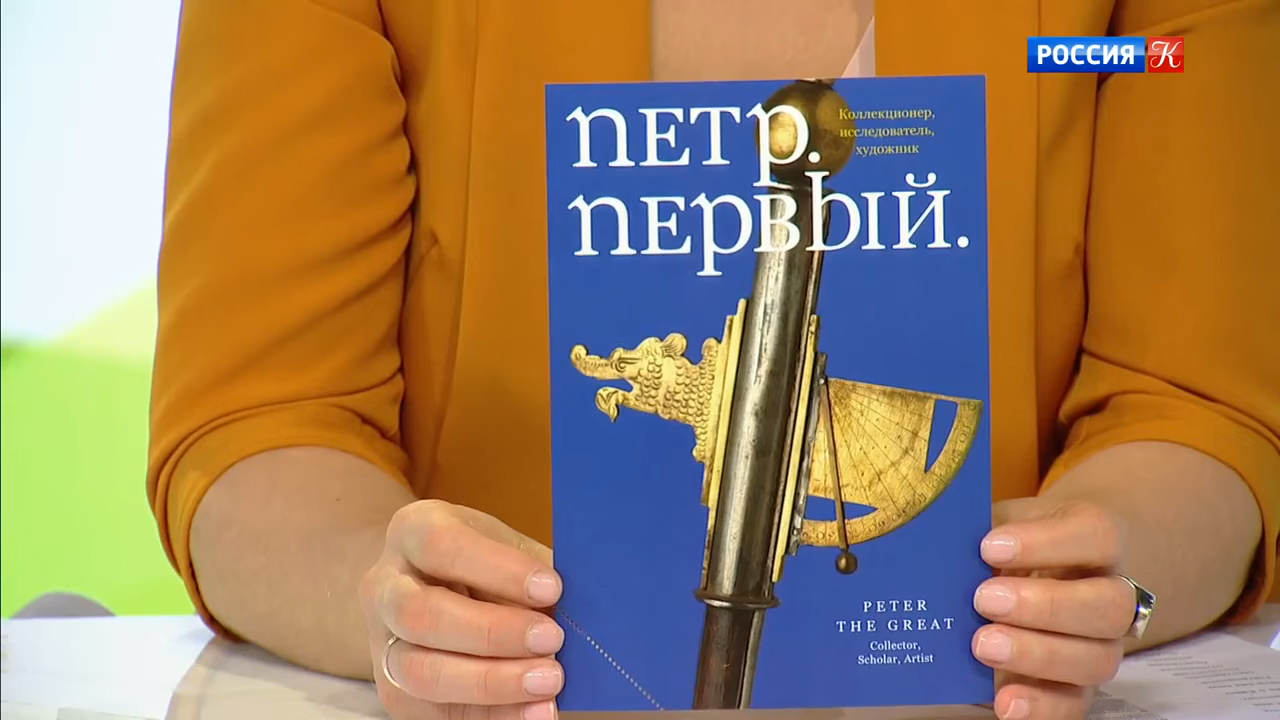 РОССИЯ К
ПЕТР.
Коллекционер,
исследователь,
художник
ПЕРВЫЙ.
PETER
THE GREAT
Collector,
Scholar, Artist